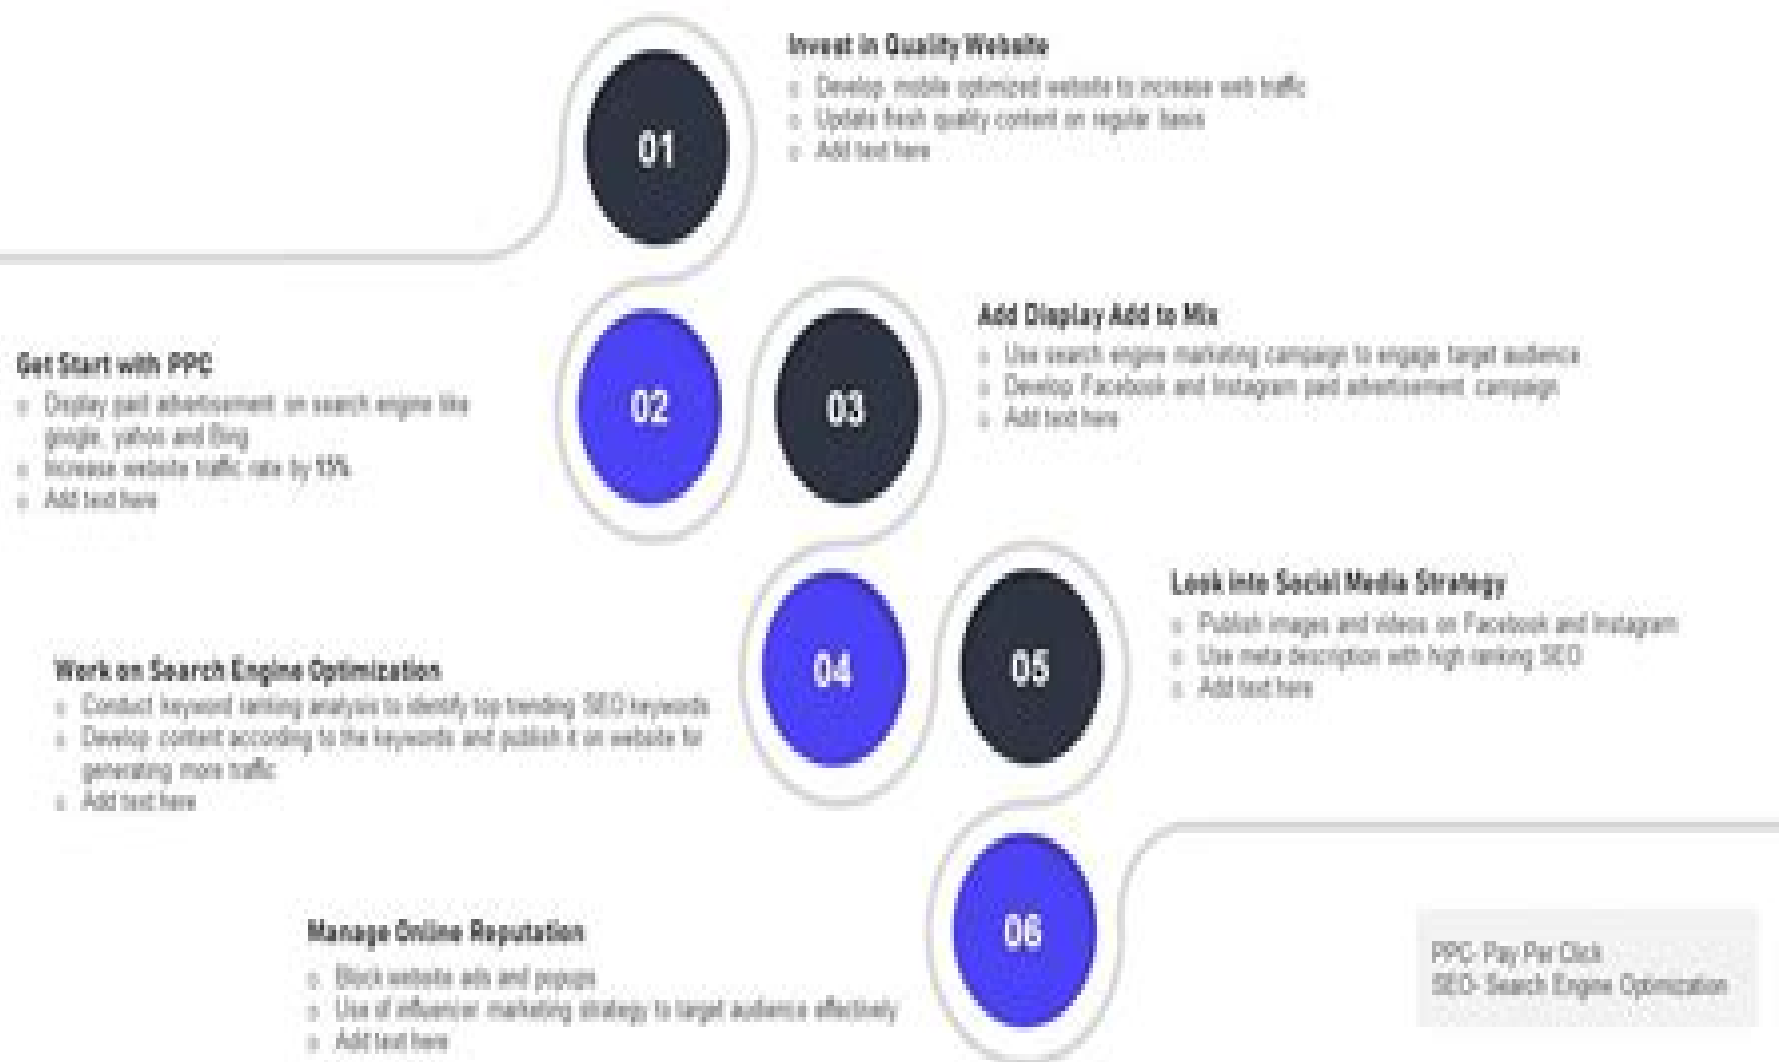 01
Invest in Quality Website
Develop mobile optimized website to increase web traffic
Update fresh quality content on regular basis
Add text here
Get Start with PPC
Display paid advertisement on search engine like
google, yahoo and Bing
Increase website traffic rate by 15%
Add text here
02
03
Add Display Add to Mix
Use search engine marketing campaign to engage target audience
Develop Facebook and Instagram paid advertisement campaign
Add text here
Work on Search Engine Optimization
Conduct keyword ranking analysis to identify top trending SEO keywords
Develop content according to the keywords and publish it on website for
generating more traffic
Add text here
04
05
Look into Social Media Strategy
Publish images and videos on Facebook and Instagram
Use meta description with high ranking SEO
Add text here
Manage Online Reputation
Block website ads and popups
Use of influencer marketing strategy to target audience effectively
Add text here
06
PPC- Pay Per Click
SEO- Search Engine Optimization